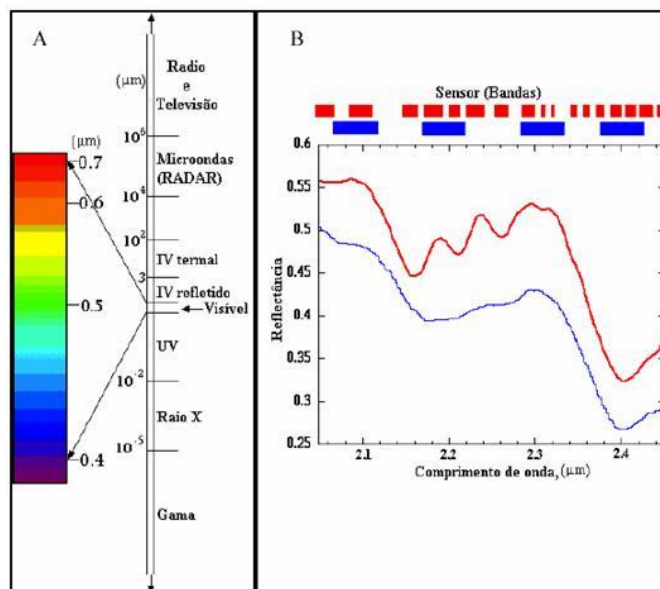 A
(μm)
Radio
e
Televisão
10⁶
Microondas
(RADAR)
10⁴
10²
IV termal
3
IV refletido
Visível
UV
10⁻²
Raio X
10⁻⁵
Gama
(μm)
0.7
0.6
0.5
0.4
B
Sensor (Bandas)
0.6
0.55
0.5
0.45
0.4
0.35
0.3
0.25
Reflectância
2.1
2.2
2.3
2.4
Comprimento de onda, (μm)